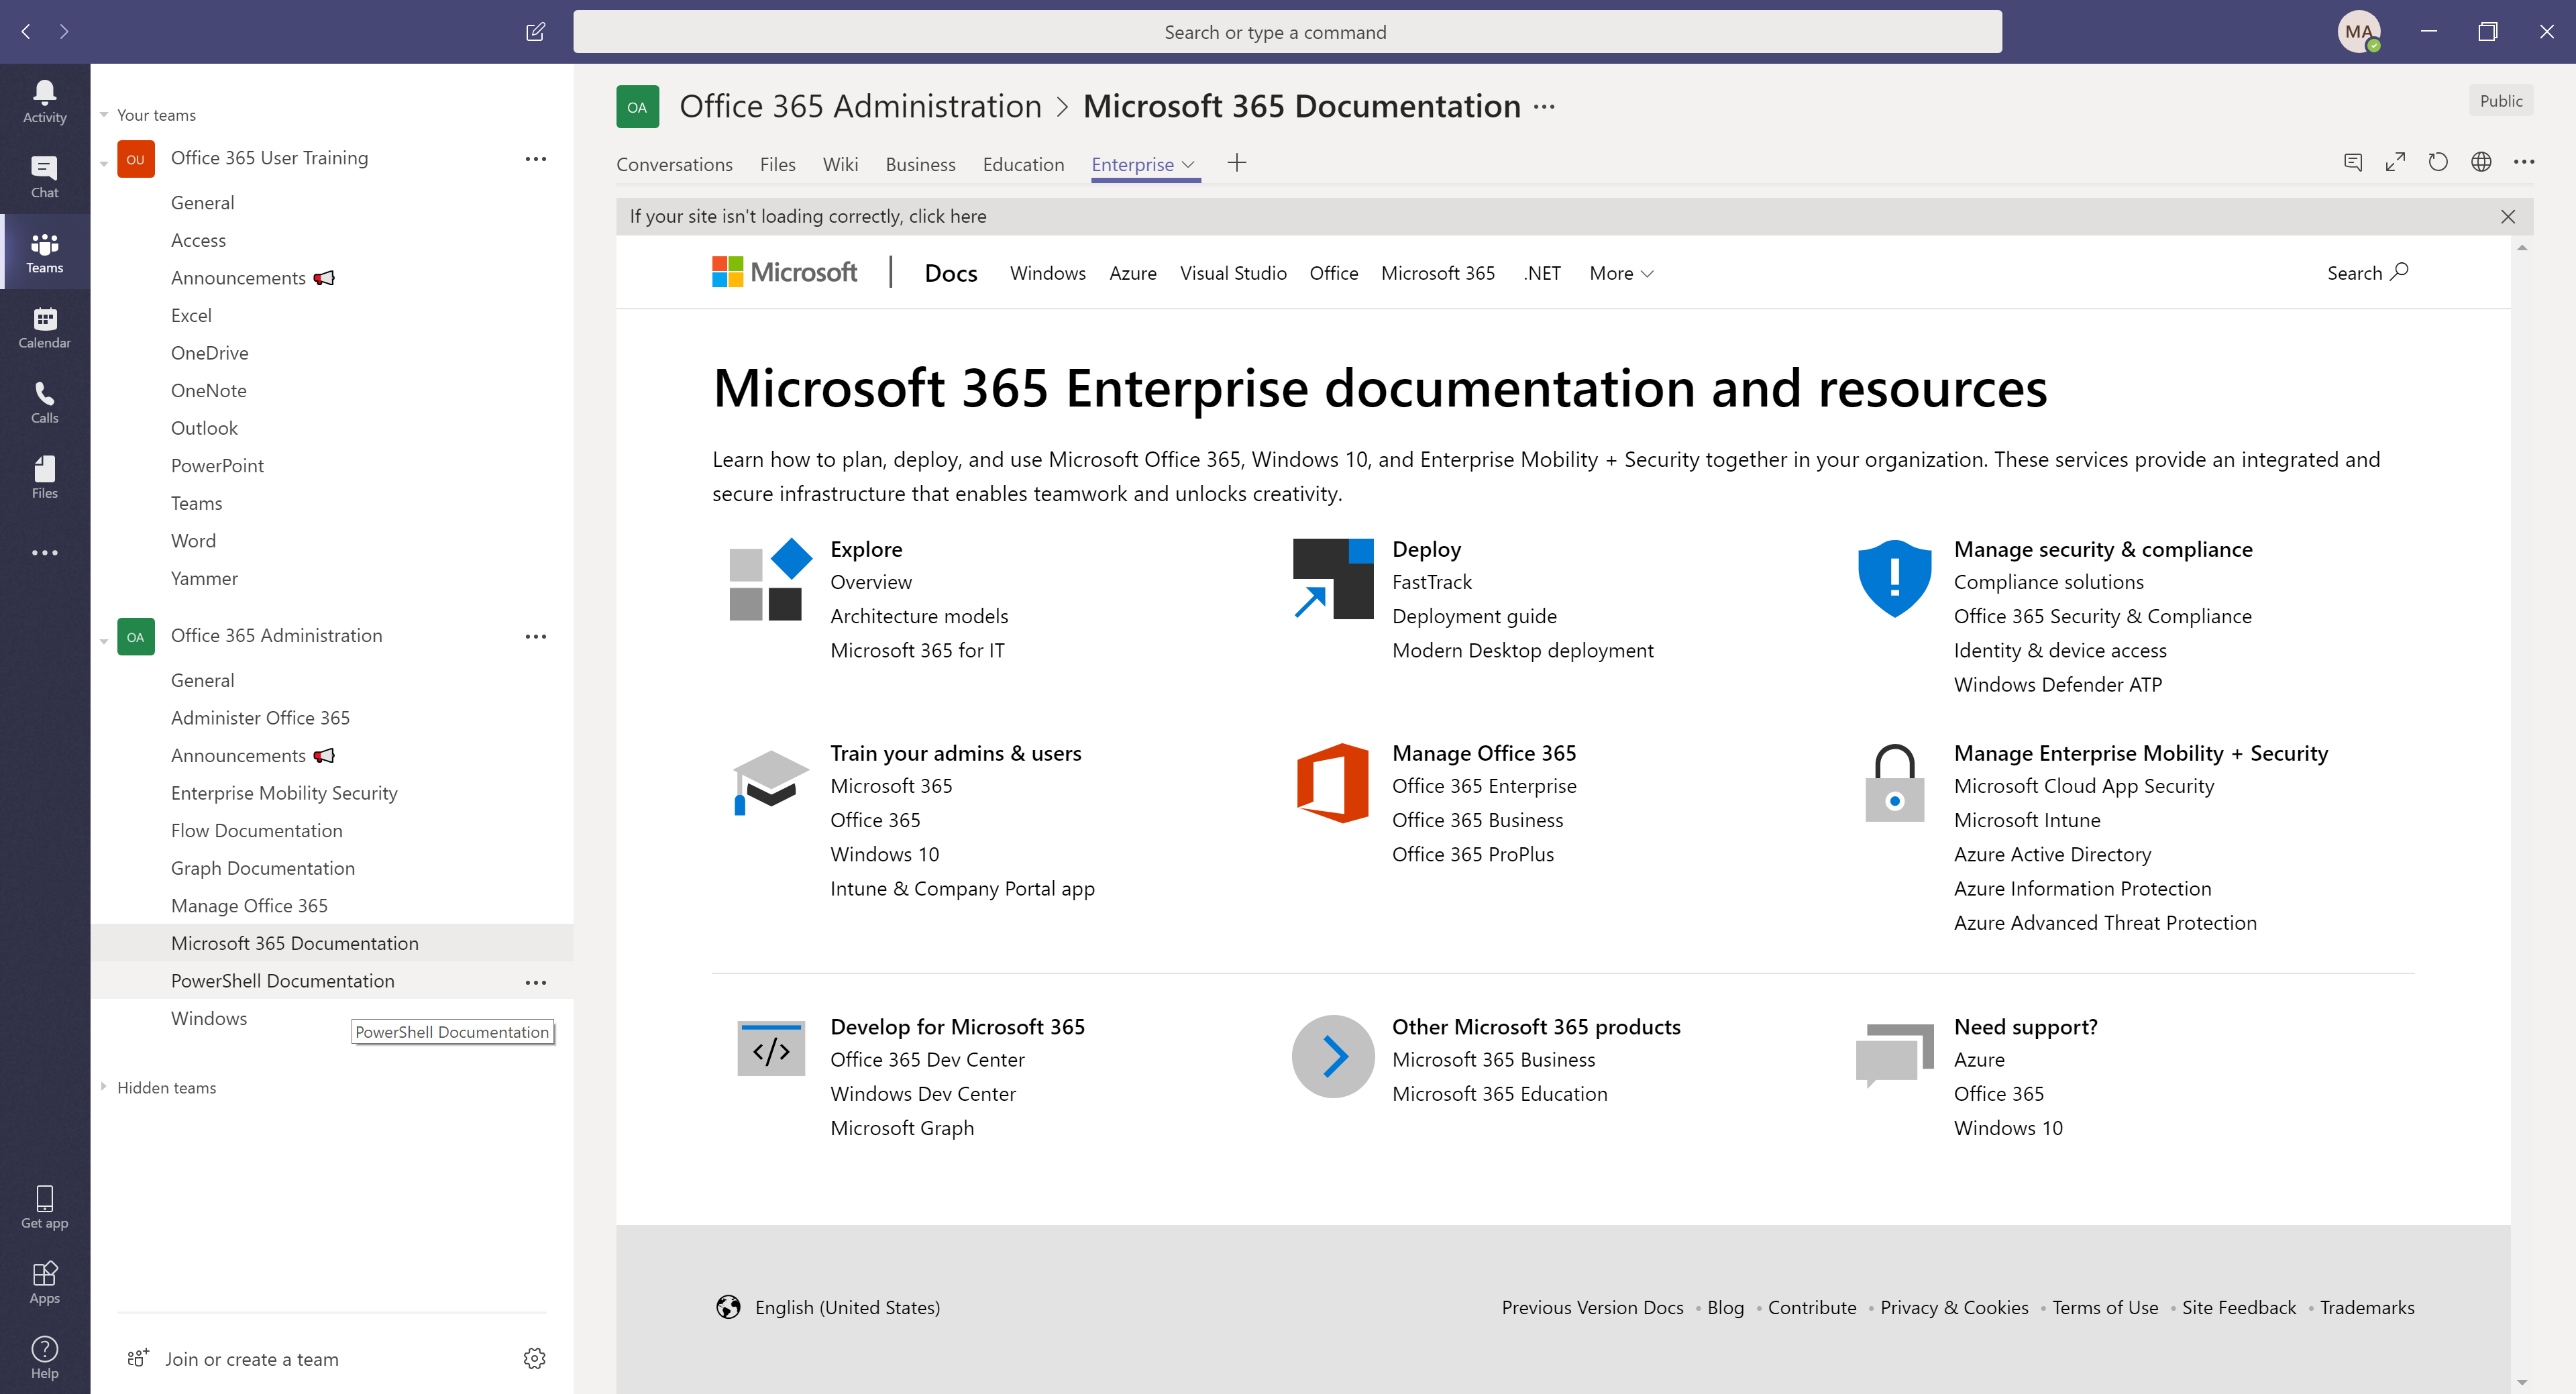 Search or type a command
MA
Activity
Chat
Teams
Calendar
Calls
Files
Get app
Apps
Help
Your teams
OU Office 365 User Training
General
Access
Announcements
Excel
OneDrive
OneNote
Outlook
PowerPoint
Teams
Word
Yammer
OA Office 365 Administration
General
Administer Office 365
Announcements
Enterprise Mobility Security
Flow Documentation
Graph Documentation
Manage Office 365
Microsoft 365 Documentation
PowerShell Documentation
Windows
PowerShell Documentation
Hidden teams
Join or create a team
OA Office 365 Administration > Microsoft 365 Documentation
Public
Conversations Files Wiki Business Education Enterprise
If your site isn't loading correctly, click here
Microsoft | Docs Windows Azure Visual Studio Office Microsoft 365 .NET More Search
Microsoft 365 Enterprise documentation and resources
Learn how to plan, deploy, and use Microsoft Office 365, Windows 10, and Enterprise Mobility + Security together in your organization. These services provide an integrated and
secure infrastructure that enables teamwork and unlocks creativity.
Explore
Overview
Architecture models
Microsoft 365 for IT
Deploy
FastTrack
Deployment guide
Modern Desktop deployment
Manage security & compliance
Compliance solutions
Office 365 Security & Compliance
Identity & device access
Windows Defender ATP
Train your admins & users
Microsoft 365
Office 365
Windows 10
Intune & Company Portal app
Manage Office 365
Office 365 Enterprise
Office 365 Business
Office 365 ProPlus
Manage Enterprise Mobility + Security
Microsoft Cloud App Security
Microsoft Intune
Azure Active Directory
Azure Information Protection
Azure Advanced Threat Protection
Develop for Microsoft 365
Office 365 Dev Center
Windows Dev Center
Microsoft Graph
Other Microsoft 365 products
Microsoft 365 Business
Microsoft 365 Education
Need support?
Azure
Office 365
Windows 10
English (United States)
Previous Version Docs • Blog • Contribute • Privacy & Cookies • Terms of Use • Site Feedback • Trademarks